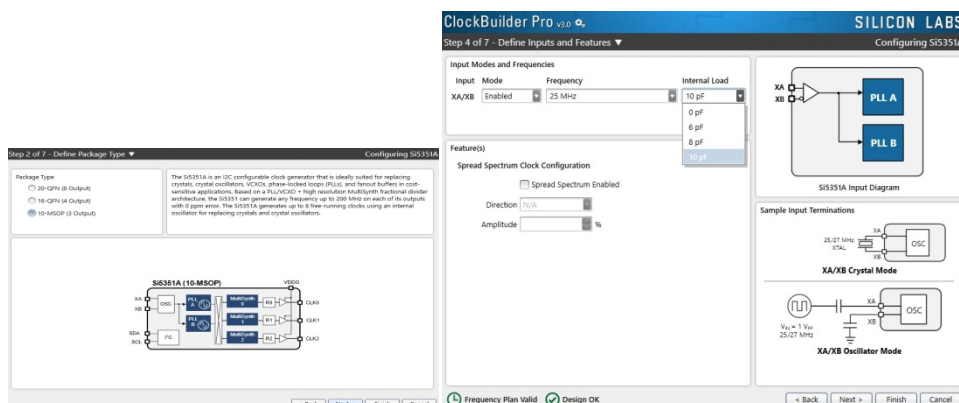 Step 2 of 7 - Define Package Type ▼ Configuring Si5351A
Package Type
20-QFN (8 Output)
16-QFN (4 Output)
10-MSOP (3 Output)
The Si5351A is an I2C configurable clock generator that is ideally suited for replacing
crystals, crystal oscillators, VCXOs, phase-locked loops (PLLs), and fanout buffers in cost-
sensitive applications. Based on a PLL/VCXO + high resolution MultiSynth fractional divider
architecture, the Si5351 can generate any frequency up to 200 MHz on each of its outputs
with 0 ppm error. The Si5351A generates up to 8 free-running clocks using an internal
oscillator for replacing crystals and crystal oscillators.
Si5351A (10-MSOP)
VDDO
XA
XB
OSC
PLL
A
PLL
B
SDA
SCL
I²C
MultiSynth
0
R0
CLK0
MultiSynth
1
R1
CLK1
MultiSynth
2
R2
CLK2
ClockBuilder Pro v3.0
SILICON LABS
Step 4 of 7 - Define Inputs and Features ▼ Configuring Si5351A
Input Modes and Frequencies
Input Mode Frequency Internal Load
XA/XB Enabled 25 MHz 10 pF
0 pF
6 pF
8 pF
10 pF
Feature(s)
Spread Spectrum Clock Configuration
Spread Spectrum Enabled
Direction N/A
Amplitude %
XA
XB
PLL A
PLL B
Si5351A Input Diagram
Sample Input Terminations
25/27 MHz
XTAL
XA
XB
OSC
XA/XB Crystal Mode
VIN = 1 VPP
25/27 MHz
XA
XB
OSC
XA/XB Oscillator Mode
Frequency Plan Valid Design OK
< Back Next > Finish Cancel